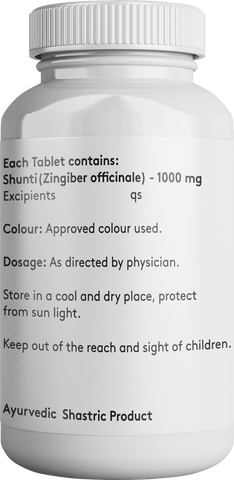 Each Tablet contains:
Shunti (Zingiber officinale) - 1000 mg
Excipients qs
Colour: Approved colour used.
Dosage: As directed by physician.
Store in a cool and dry place, protect
from sun light.
Keep out of the reach and sight of children.
Ayurvedic Shastric Product